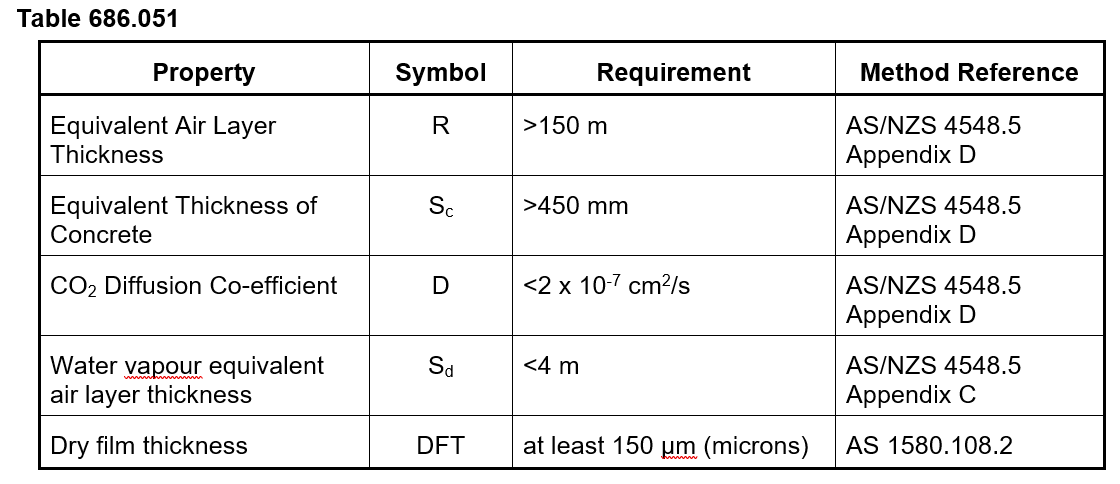 Table 686.051
Property Symbol Requirement Method Reference
Equivalent Air Layer Thickness R >150 m AS/NZS 4548.5 Appendix D
Equivalent Thickness of Concrete S₍c₎ >450 mm AS/NZS 4548.5 Appendix D
CO₂ Diffusion Co-efficient D <2 x 10⁻⁷ cm²/s AS/NZS 4548.5 Appendix D
Water vapour equivalent air layer thickness Sd <4 m AS/NZS 4548.5 Appendix C
Dry film thickness DFT at least 150 µm (microns) AS 1580.108.2